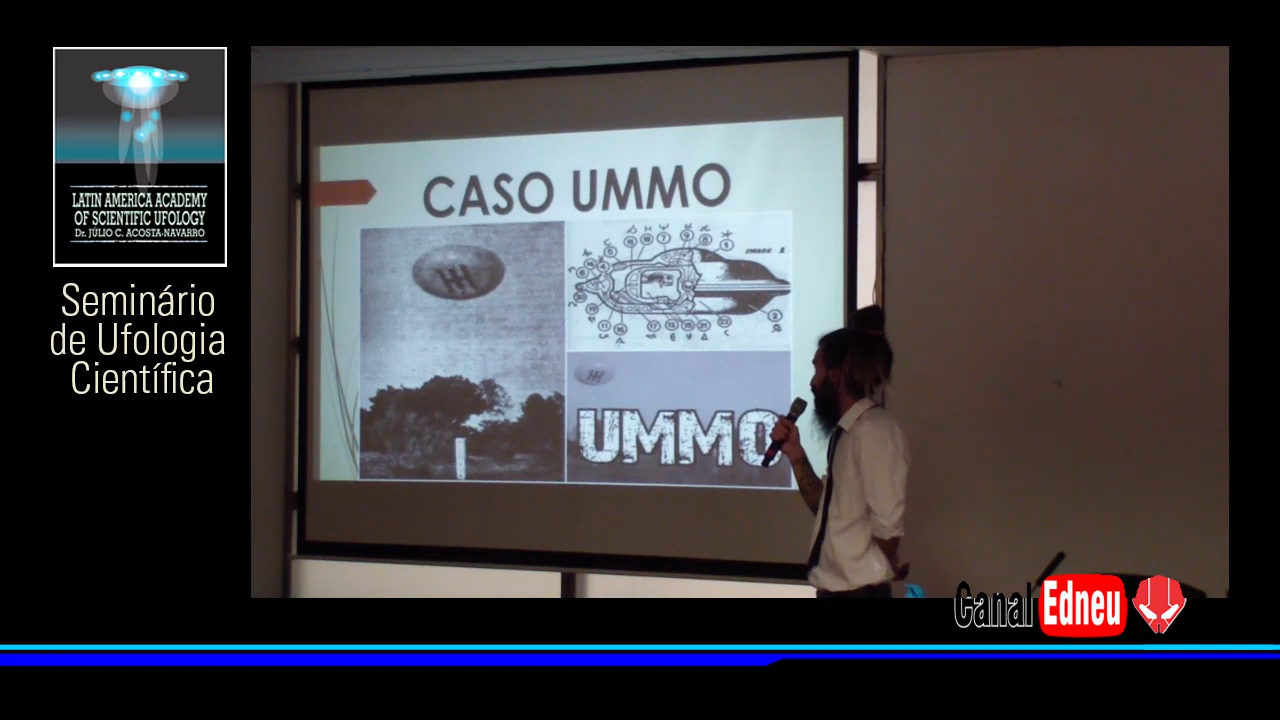 LATIN AMERICA ACADEMY
OF SCIENTIFIC UFOLOGY
Dr. JÚLIO C. ACOSTA-NAVARRO
Seminário
de Ufologia
Científica
CASO UMMO
UMMO
Canal Edneu